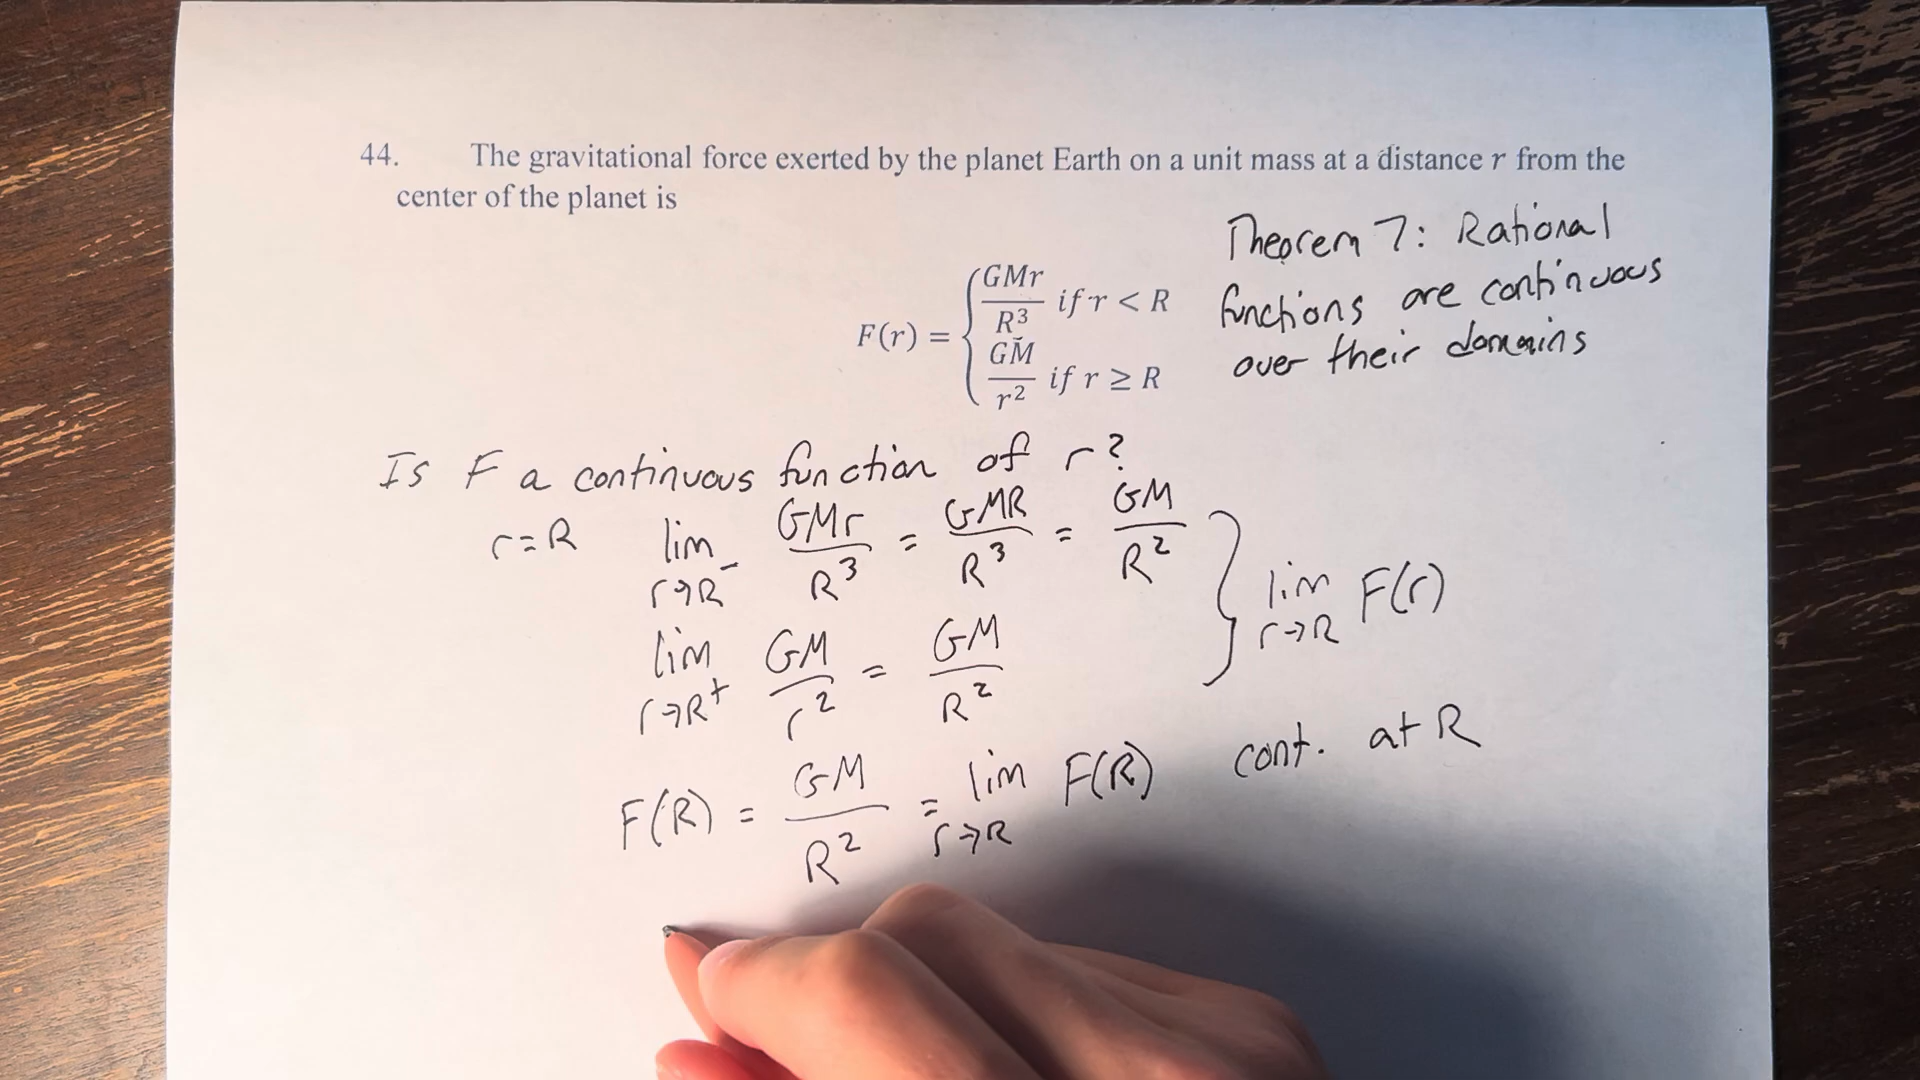 44. The gravitational force exerted by the planet Earth on a unit mass at a distance r from the
center of the planet is
F(r) = { GMr/R³ if r < R
GM/r² if r ≥ R
Theorem 7: Rational
functions are continuous
over their domains
Is F a continuous function of r?
r=R lim r→R⁻ GMr/R³ = GMR/R³ = GM/R²
lim r→R⁺ GM/r² = GM/R²
} lim r→R F(r)
F(R) = GM/R² = lim r→R F(R) cont. at R